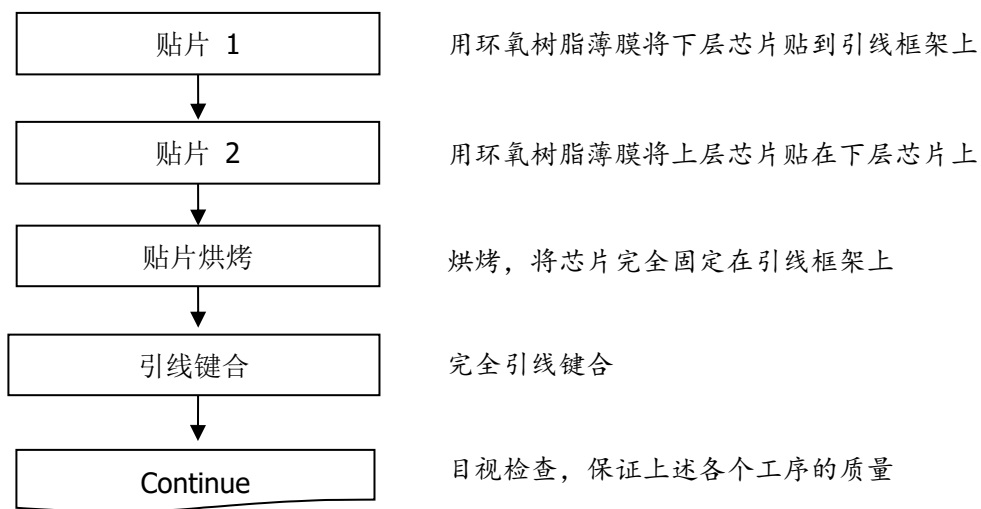 贴片 1
用环氧树脂薄膜将下层芯片贴到引线框架上
贴片 2
用环氧树脂薄膜将上层芯片贴在下层芯片上
贴片烘烤
烘烤，将芯片完全固定在引线框架上
引线键合
完全引线键合
Continue
目视检查，保证上述各个工序的质量